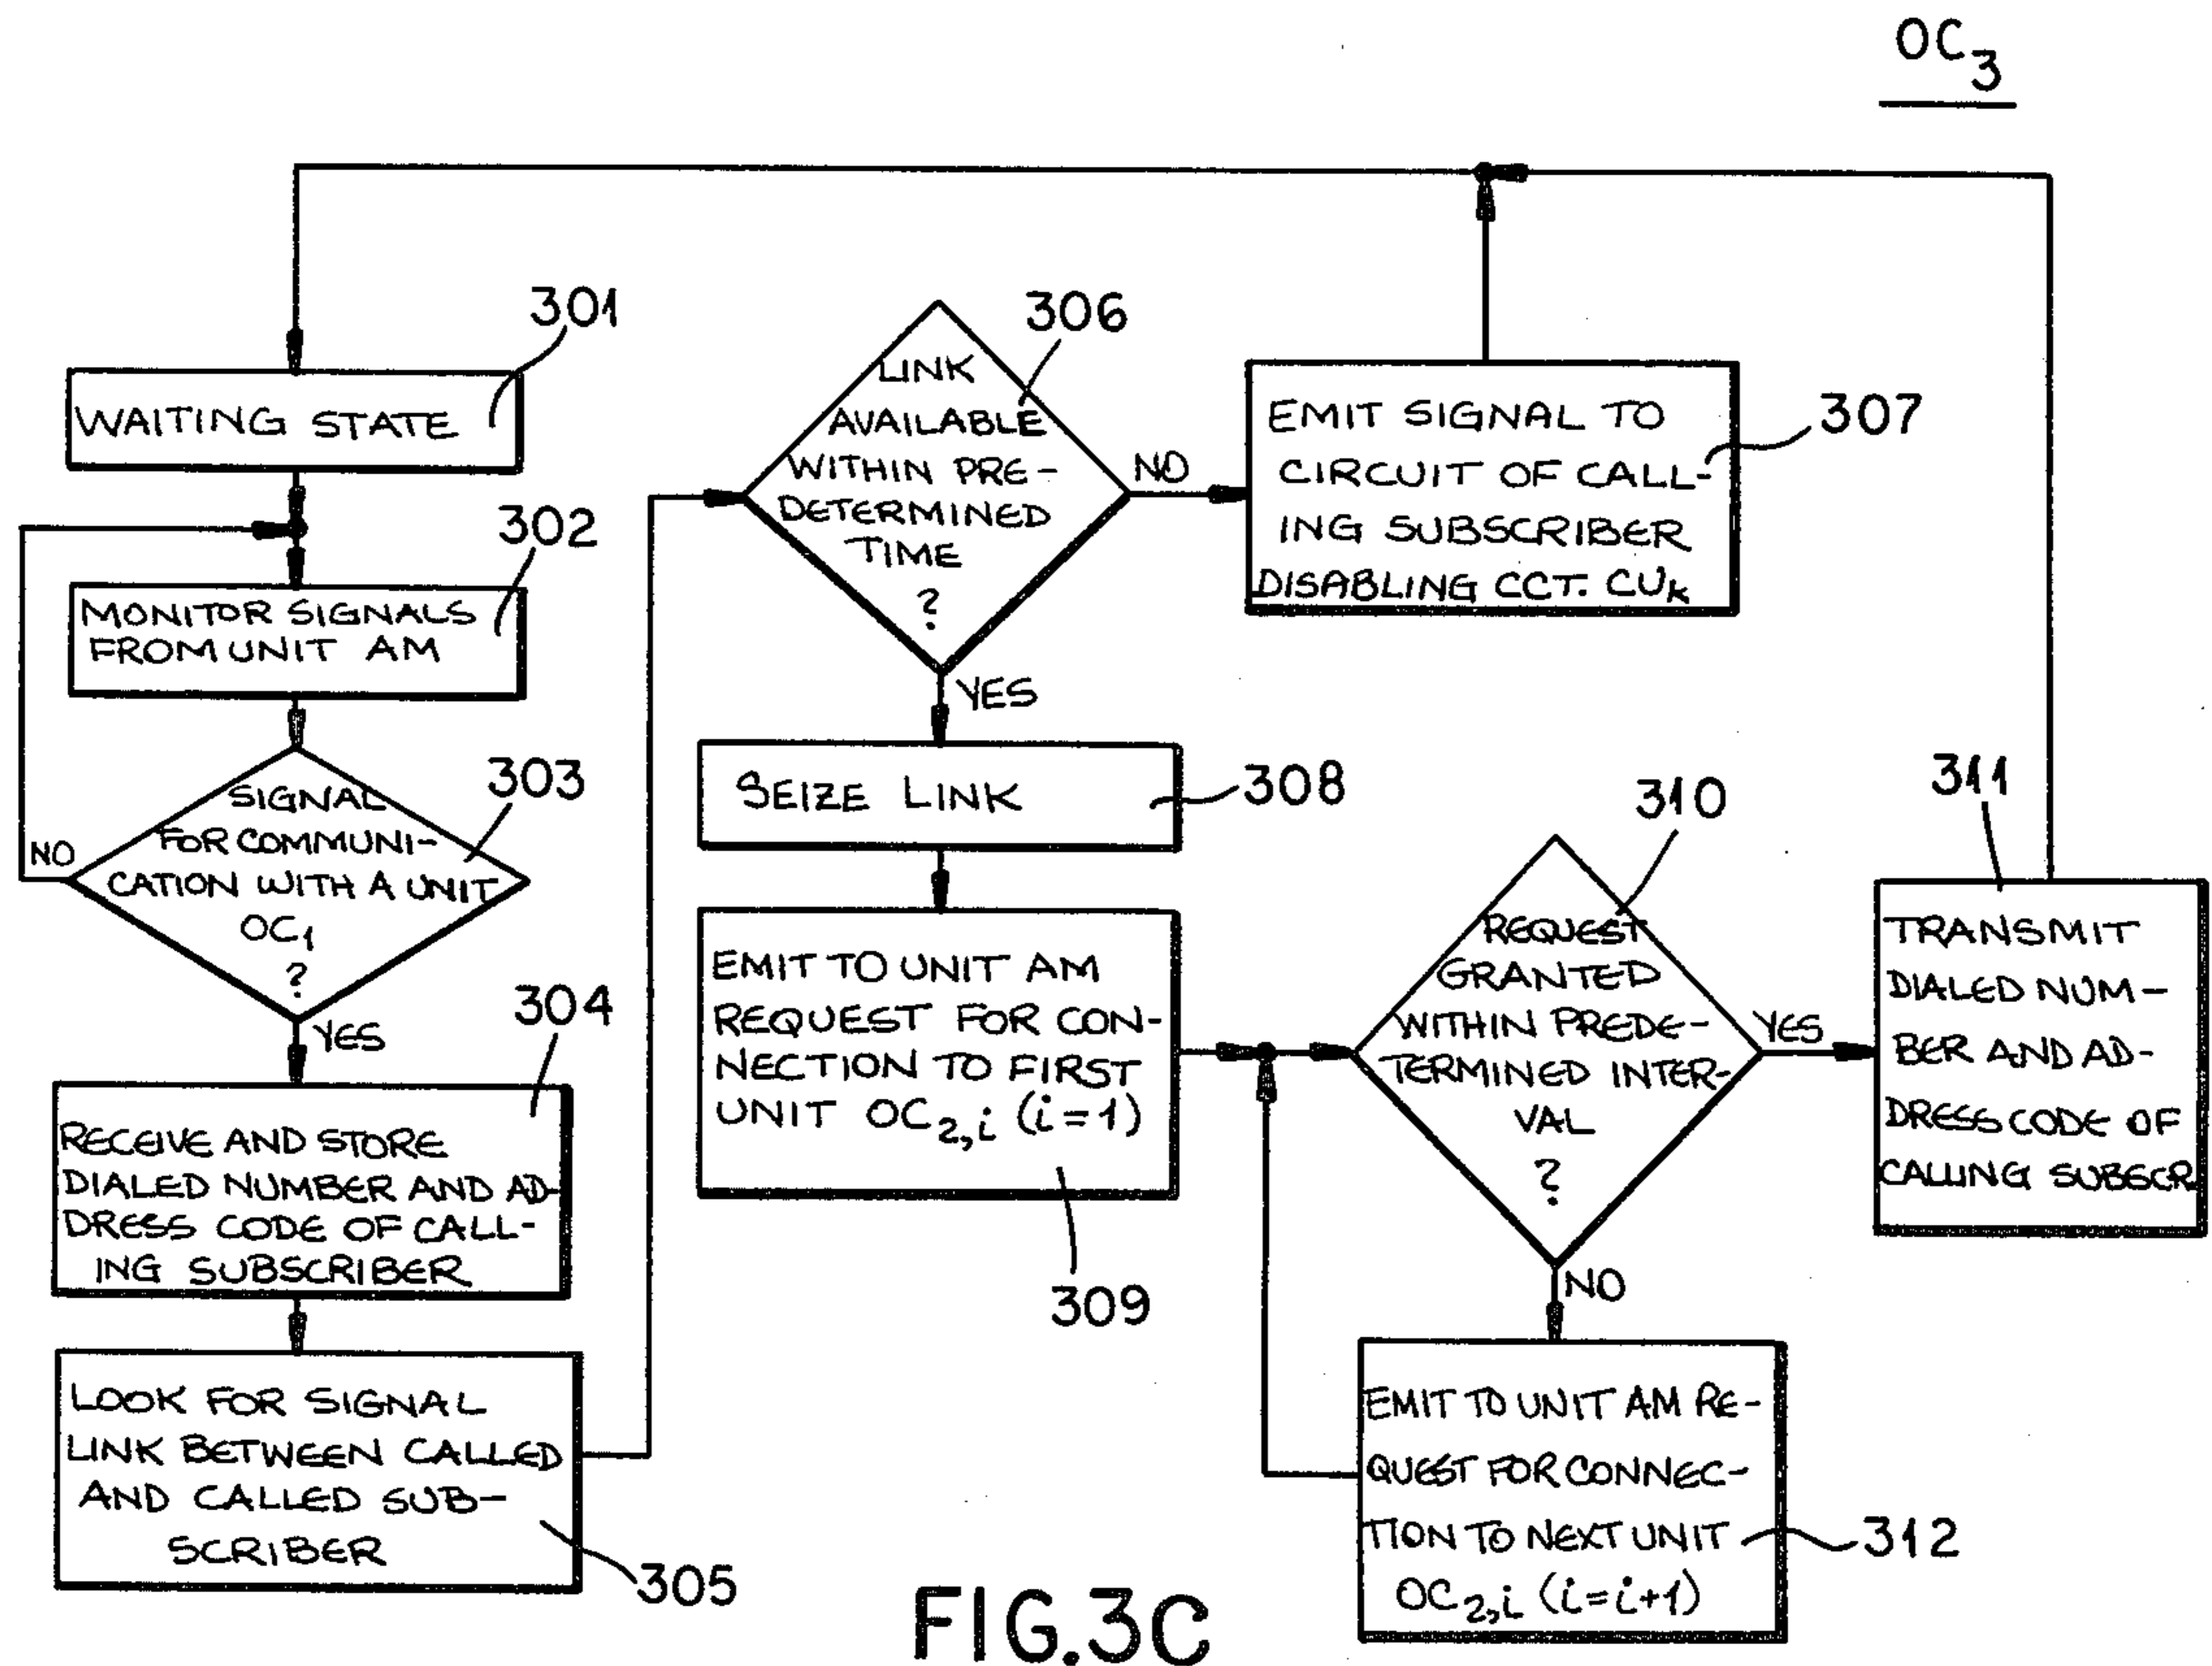 OC3
301
WAITING STATE
302
MONITOR SIGNALS
FROM UNIT AM
303
SIGNAL
FOR COMMUNI-
CATION WITH A UNIT
OC1
?
NO
YES
304
RECEIVE AND STORE
DIALED NUMBER AND AD-
DRESS CODE OF CALL-
ING SUBSCRIBER
LOOK FOR SIGNAL
LINK BETWEEN CALLED
AND CALLED SUB-
SCRIBER
305
306
LINK
AVAILABLE
WITHIN PRE-
DETERMINED
TIME
?
NO
YES
EMIT SIGNAL TO
CIRCUIT OF CALL-
ING SUBSCRIBER
DISABLING CCT. CUk
307
SEIZE LINK
308
EMIT TO UNIT AM
REQUEST FOR CON-
NECTION TO FIRST
UNIT OC2,i (i=1)
309
310
REQUEST
GRANTED
WITHIN PREDE-
TERMINED INTER-
VAL
?
YES
NO
311
TRANSMIT
DIALED NUM-
BER AND AD-
DRESS CODE OF
CALLING SUBSCR.
EMIT TO UNIT AM RE-
QUEST FOR CONNEC-
TION TO NEXT UNIT
OC2,i (i=i+1)
312
FIG.3C